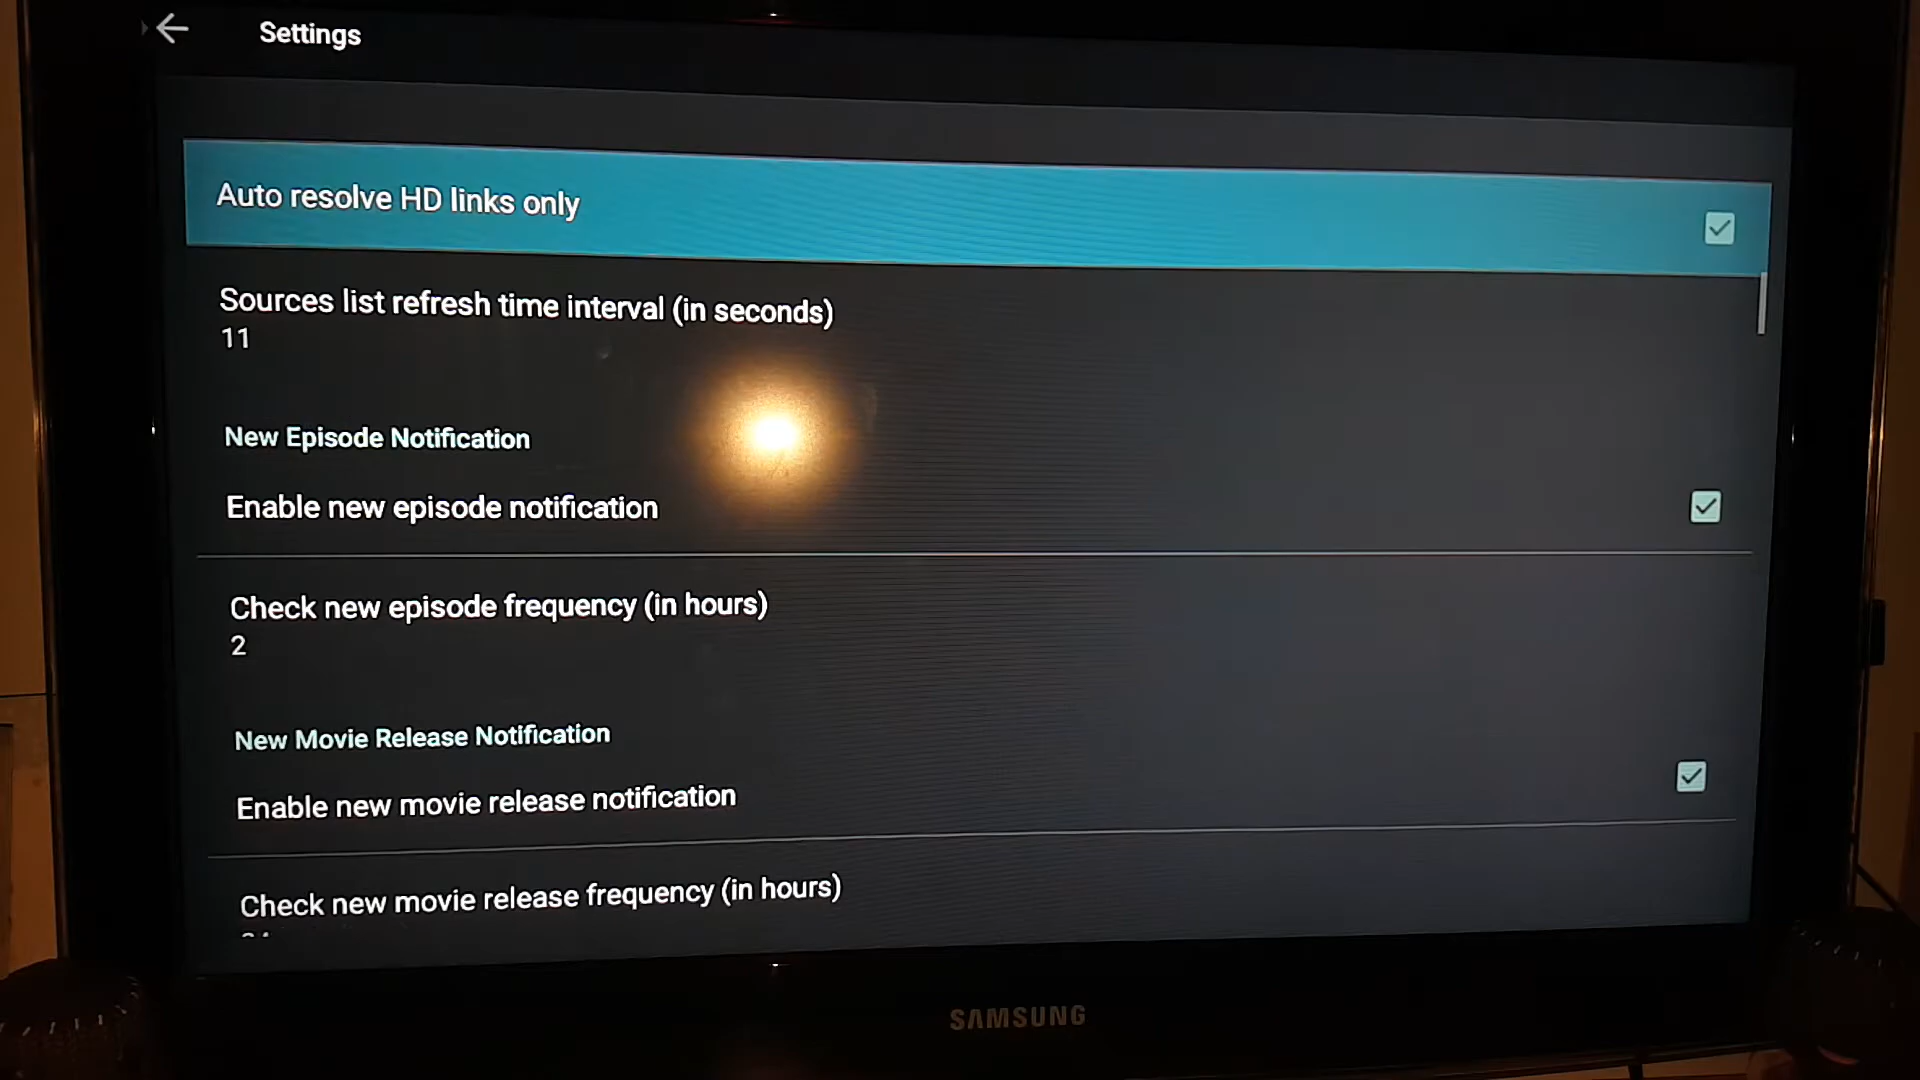 Settings
Auto resolve HD links only
Sources list refresh time interval (in seconds)
11
New Episode Notification
Enable new episode notification
Check new episode frequency (in hours)
2
New Movie Release Notification
Enable new movie release notification
Check new movie release frequency (in hours)
SAMSUNG